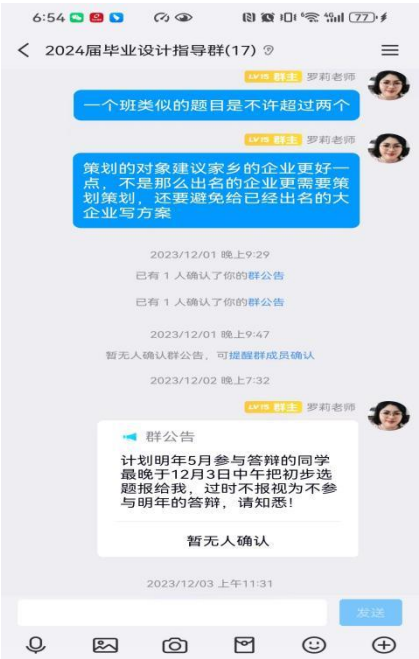 6:54
77
2024届毕业设计指导群(17)
LV15 群主 罗莉老师
一个班类似的题目是不许超过两个
LV15 群主 罗莉老师
策划的对象建议家乡的企业更好一
点，不是那么出名的企业更需要策
划策划，还要避免给已经出名的大
企业写方案
2023/12/01 晚上9:29
已有 1 人确认了你的群公告
已有 1 人确认了你的群公告
2023/12/01 晚上9:47
暂无人确认群公告，可提醒群成员确认
2023/12/02 晚上7:32
LV15 群主 罗莉老师
群公告
计划明年5月参与答辩的同学
最晚于12月3日中午把初步选
题报给我，过时不报视为不参
与明年的答辩，请知悉!
暂无人确认
2023/12/03 上午11:31
发送